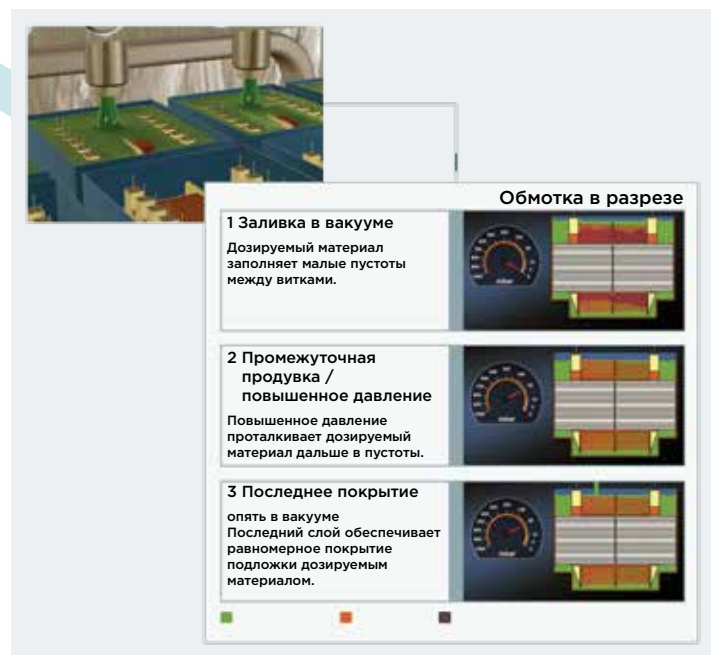 Обмотка в разрезе
1 Заливка в вакууме
Дозируемый материал
заполняет малые пустоты
между витками.
2 Промежуточная
продувка /
повышенное давление
Повышенное давление
проталкивает дозируемый
материал дальше в пустоты.
3 Последнее покрытие
опять в вакууме
Последний слой обеспечивает
равномерное покрытие
подложки дозируемым
материалом.